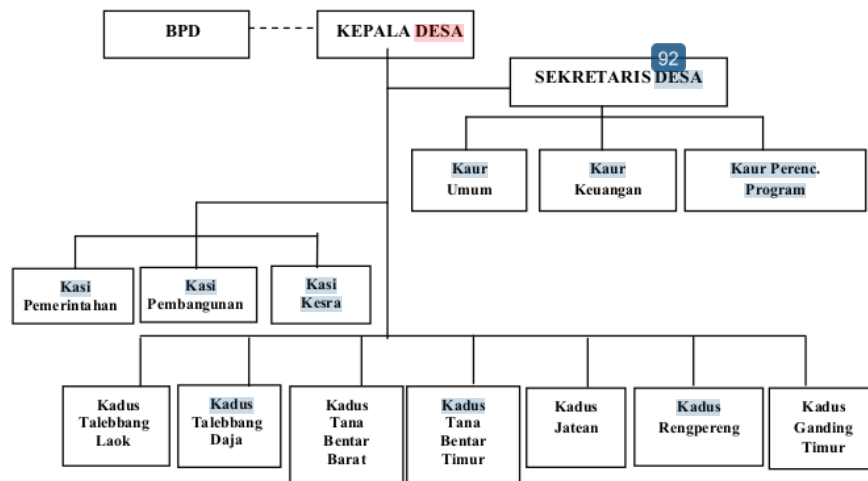 BPD
KEPALA DESA
92
SEKRETARIS DESA
Kaur
Umum
Kaur
Keuangan
Kaur Perenc.
Program
Kasi
Pemerintahan
Kasi
Pembangunan
Kasi
Kesra
Kadus
Talebbang
Laok
Kadus
Talebbang
Daja
Kadus
Tana
Bentar
Barat
Kadus
Tana
Bentar
Timur
Kadus
Jatean
Kadus
Rengpereng
Kadus
Ganding
Timur